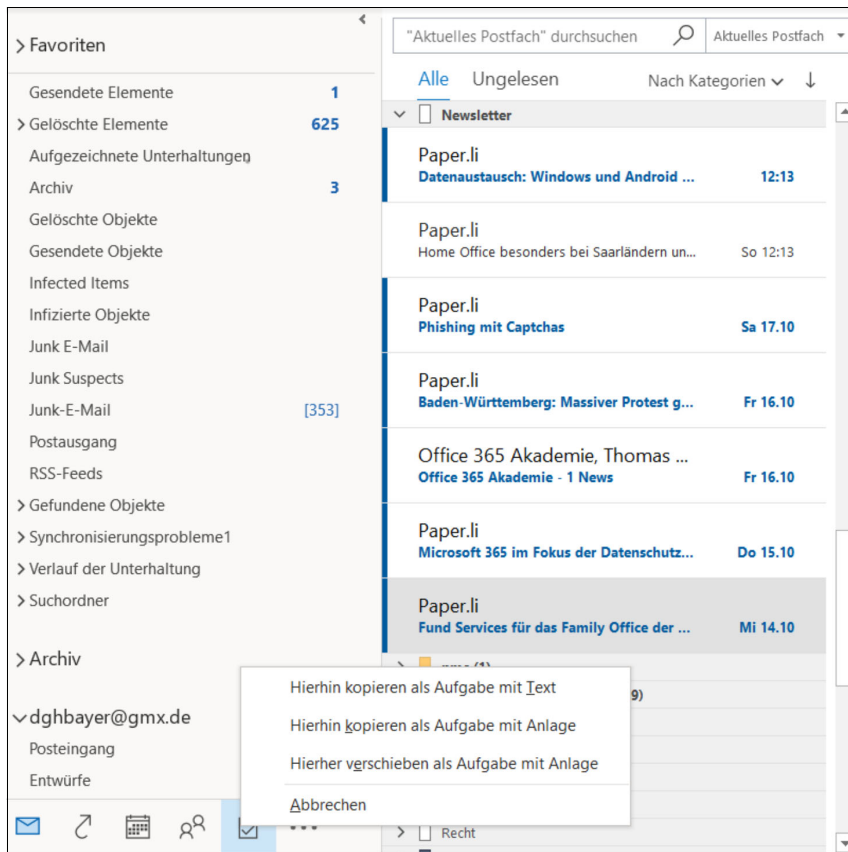 Favoriten
Gesendete Elemente 1
Gelöschte Elemente 625
Aufgezeichnete Unterhaltungen
Archiv 3
Gelöschte Objekte
Gesendete Objekte
Infected Items
Infizierte Objekte
Junk E-Mail
Junk Suspects
Junk-E-Mail [353]
Postausgang
RSS-Feeds
Gefundene Objekte
Synchronisierungsprobleme1
Verlauf der Unterhaltung
Suchordner
Archiv
dghbayer@gmx.de
Posteingang
Entwürfe
"Aktuelles Postfach" durchsuchen Aktuelles Postfach
Alle Ungelesen Nach Kategorien
Newsletter
Paper.li
Datenaustausch: Windows und Android ... 12:13
Paper.li
Home Office besonders bei Saarländern un... So 12:13
Paper.li
Phishing mit Captchas Sa 17.10
Paper.li
Baden-Württemberg: Massiver Protest g... Fr 16.10
Office 365 Akademie, Thomas ...
Office 365 Akademie - 1 News Fr 16.10
Paper.li
Microsoft 365 im Fokus der Datenschutz... Do 15.10
Paper.li
Fund Services für das Family Office der ... Mi 14.10
9)
Hierhin kopieren als Aufgabe mit Text
Hierhin kopieren als Aufgabe mit Anlage
Hierher verschieben als Aufgabe mit Anlage
Abbrechen
Recht